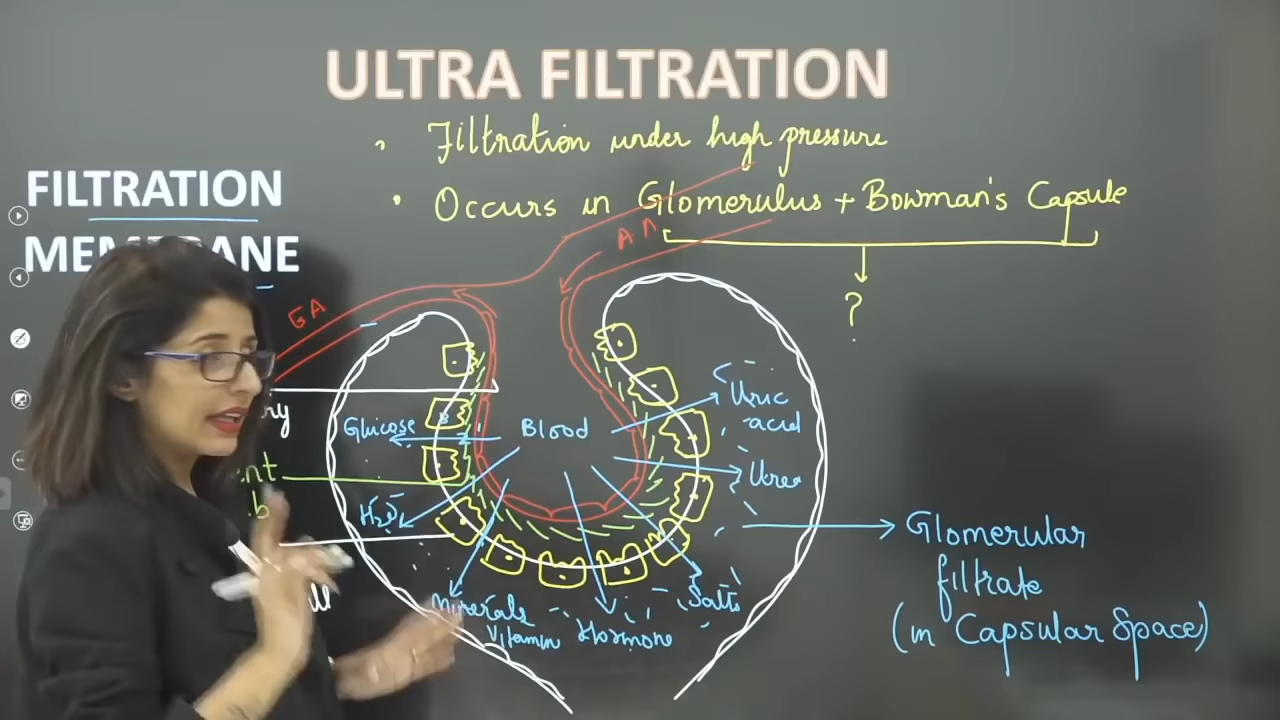 ULTRA FILTRATION
• Filtration under high pressure
• Occurs in Glomerulus + Bowman's Capsule
?
FILTRATION
MEMBRANE
GA
Blood
Glucose
H₂O
Minerals
Vitamin
Hormone
Salts
Uric
acid
Urea
Glomerular
filtrate
(in Capsular Space)